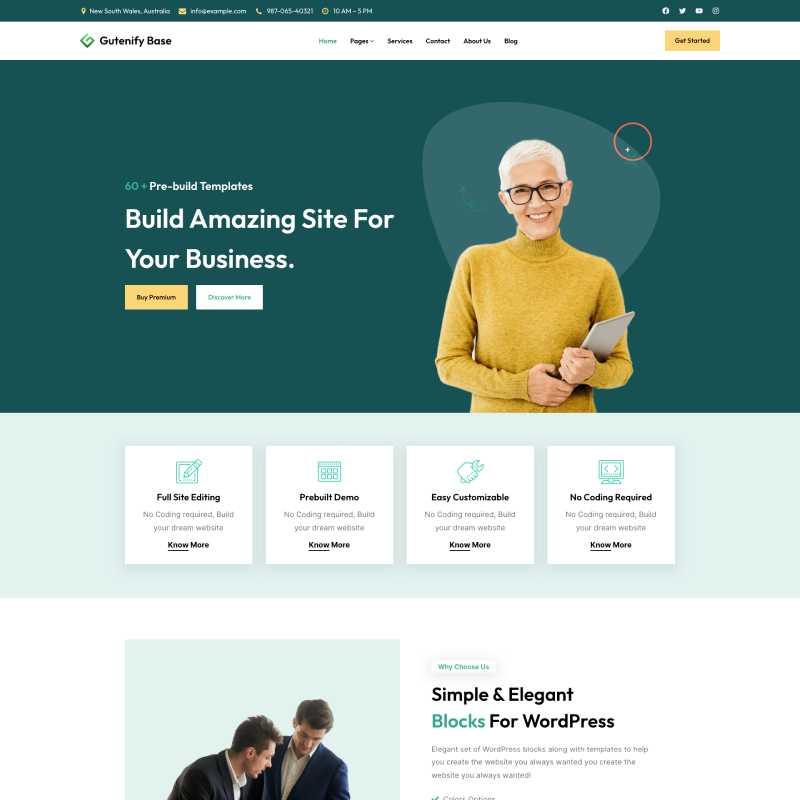 New South Wales, Australia info@example.com 987-065-40321 10 AM – 5 PM
Gutenify Base
Home Pages Services Contact About Us Blog
Get Started
60 + Pre-build Templates
Build Amazing Site For
Your Business.
Buy Premium Discover More
Full Site Editing
No Coding required, Build
your dream website
Know More
Prebuilt Demo
No Coding required, Build
your dream website
Know More
Easy Customizable
No Coding required, Build
your dream website
Know More
No Coding Required
No Coding required, Build
your dream website
Know More
Why Choose Us
Simple & Elegant
Blocks For WordPress
Elegant set of WordPress blocks along with templates to help
you create the website you always wanted you create the
website you always wanted!
Colors Options